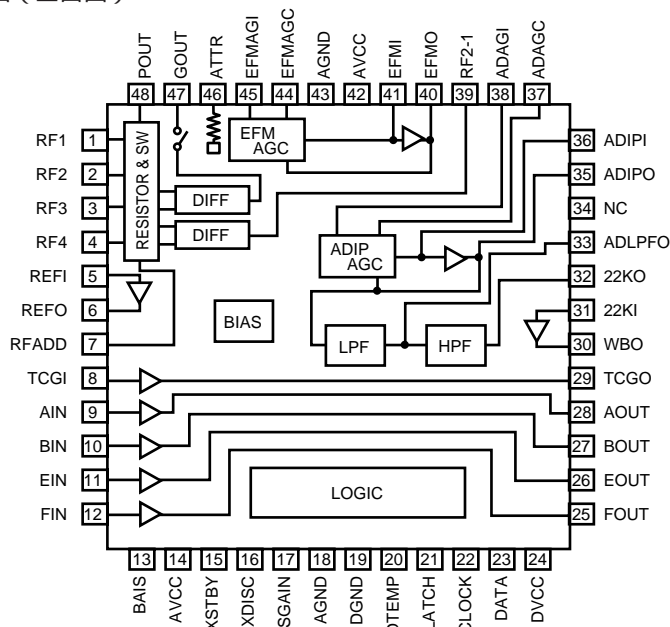 POUT
GOUT
ATTR
EFMAGI
EFMAGC
AGND
AVCC
EFMI
EFMO
RF2-1
ADAGI
ADAGC
48 47 46 45 44 43 42 41 40 39 38 37
RF1 1
RF2 2
RF3 3
RF4 4
REFI 5
REFO 6
RFADD 7
TCGI 8
AIN 9
BIN 10
EIN 11
FIN 12
RESISTOR & SW
EFM
AGC
DIFF
DIFF
ADIP
AGC
BIAS
LPF
HPF
LOGIC
36 ADIPI
35 ADIPO
34 NC
33 ADLPFO
32 22KO
31 22KI
30 WBO
29 TCGO
28 AOUT
27 BOUT
26 EOUT
25 FOUT
13 14 15 16 17 18 19 20 21 22 23 24
BAIS
AVCC
XSTBY
XDISC
SGAIN
AGND
DGND
LATCH
CLOCK
DATA
DVCC